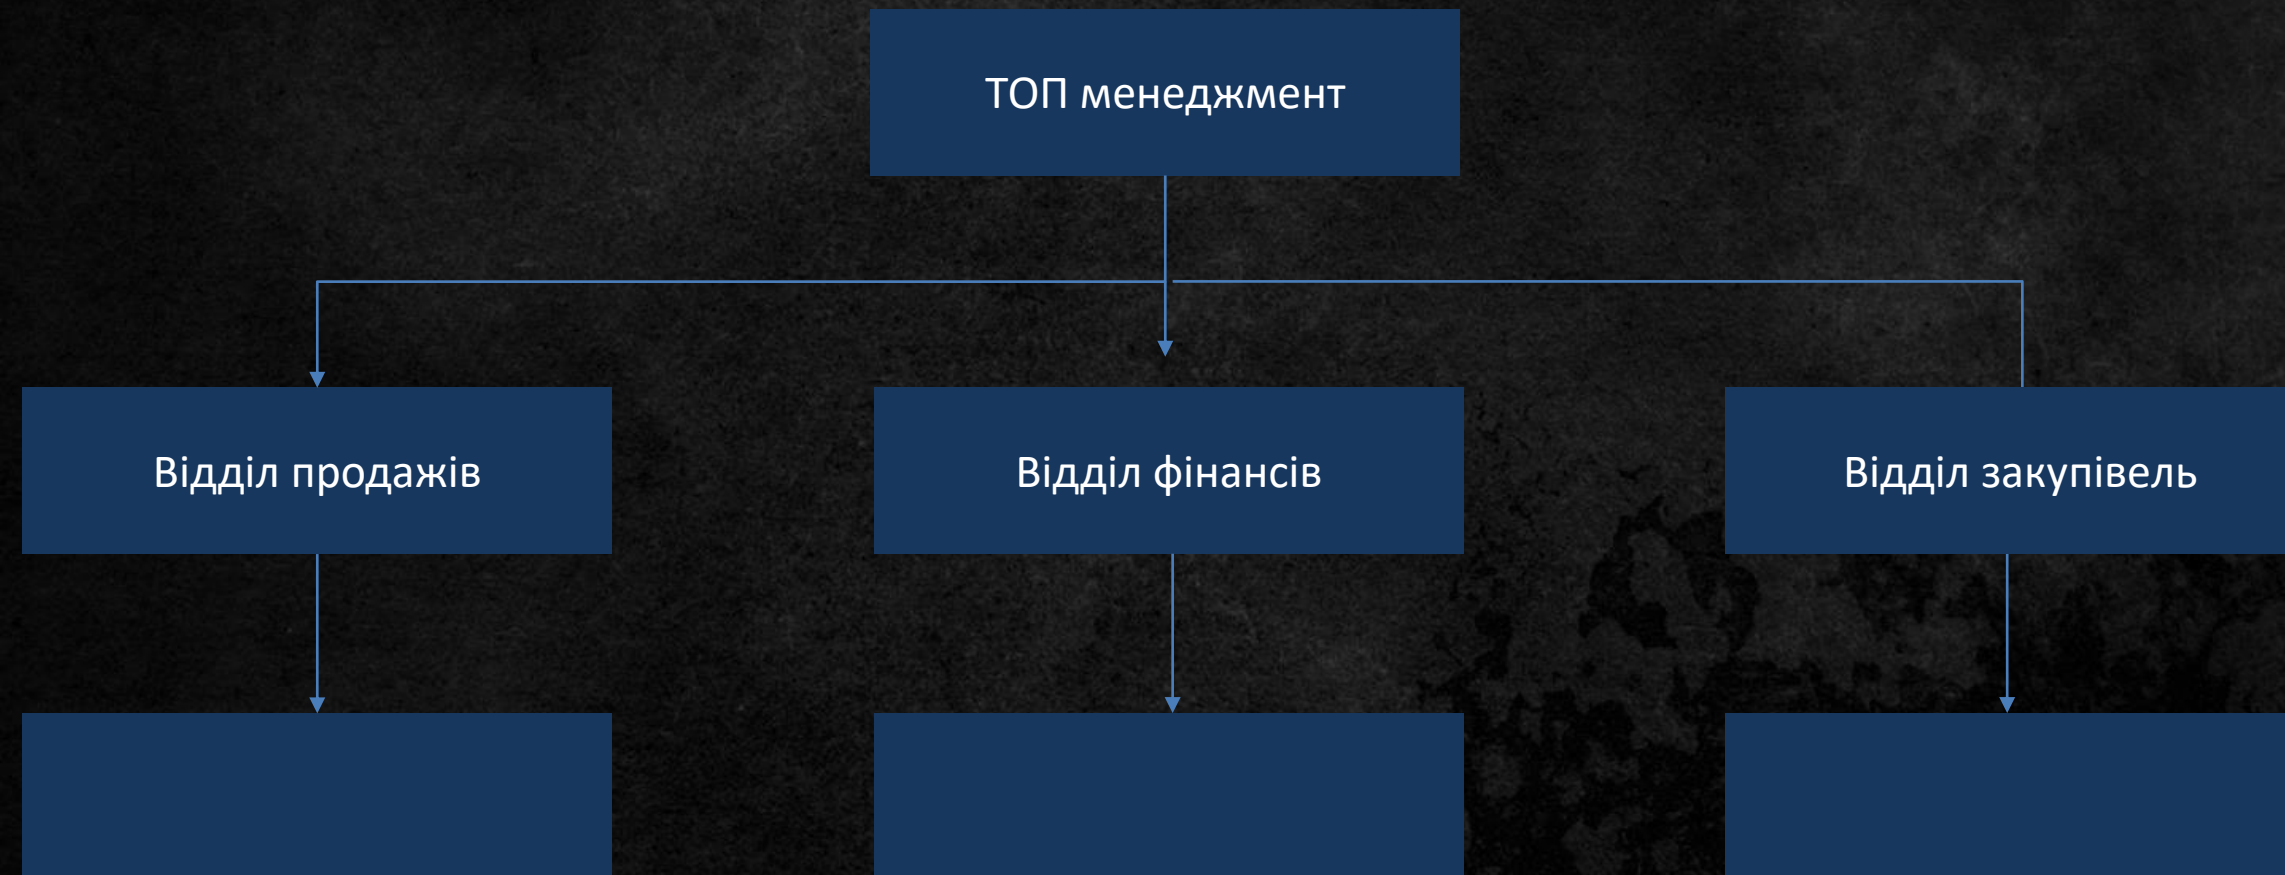 ТОП менеджмент
Відділ продажів
Відділ фінансів
Відділ закупівель